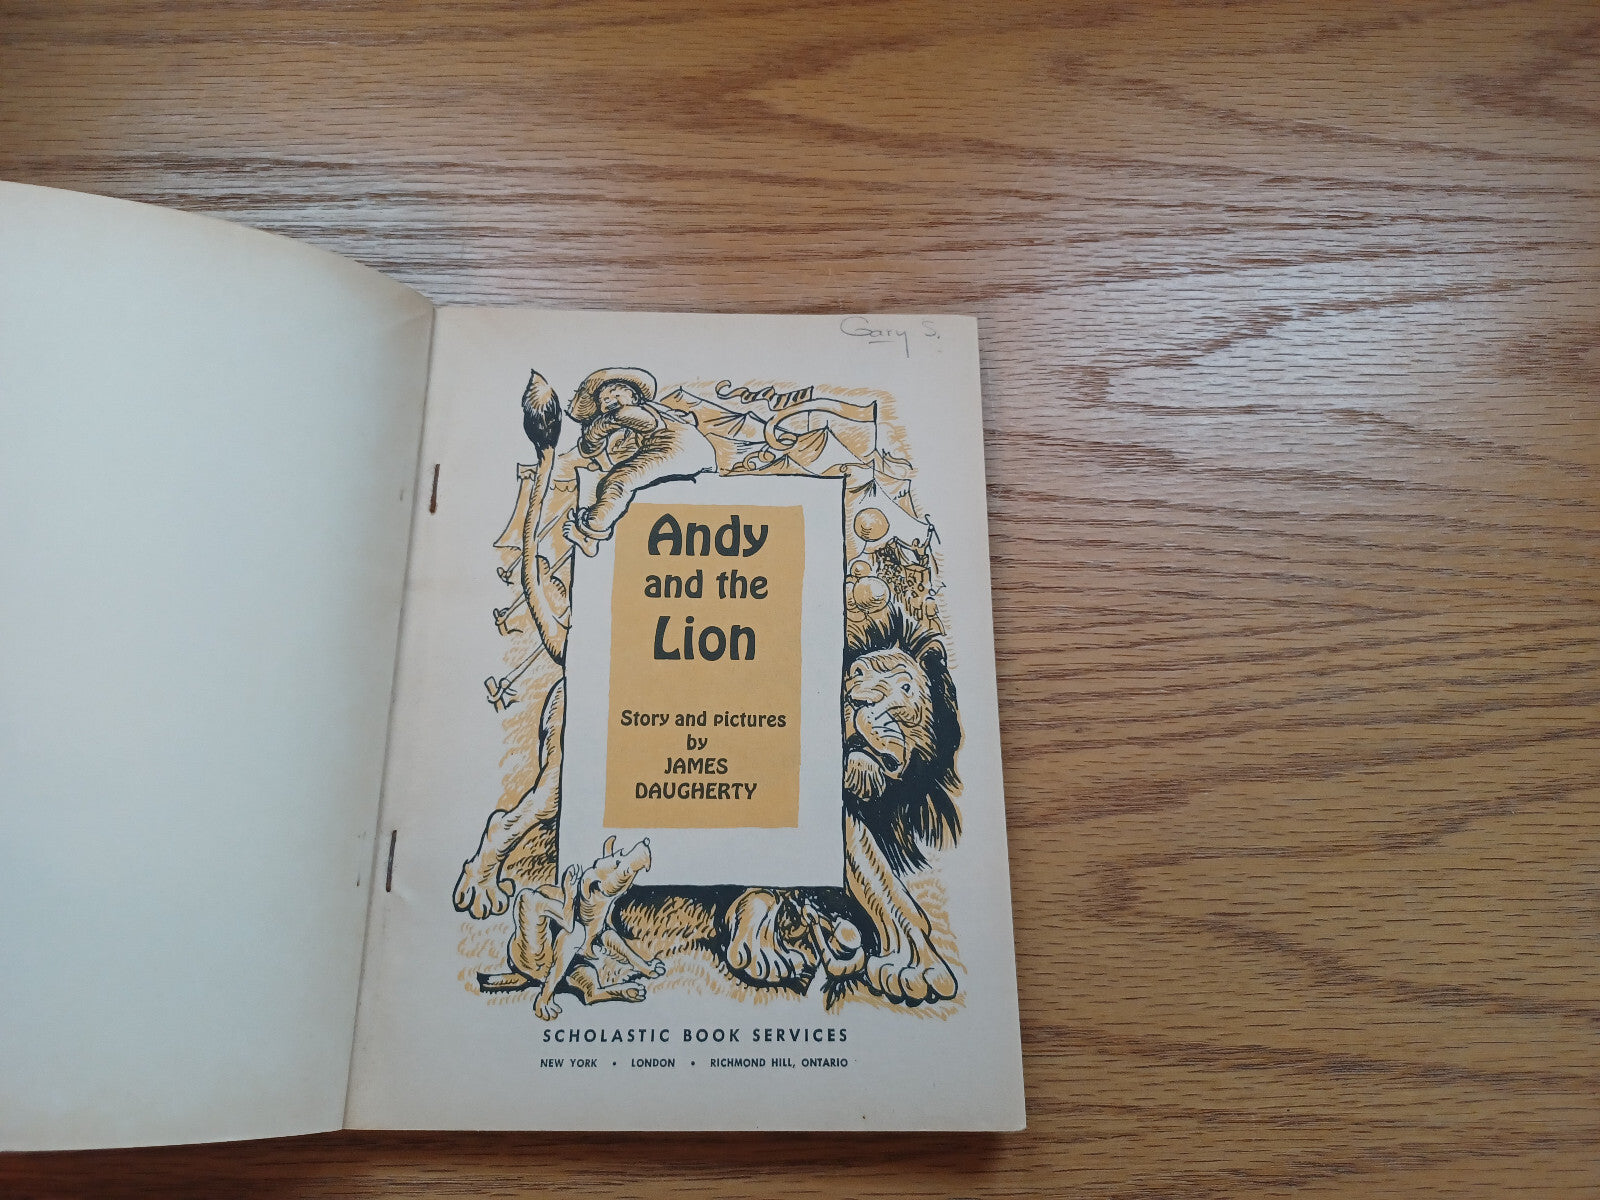 Gary S.
Andy
and the
Lion
Story and pictures
by
JAMES
DAUGHERTY
SCHOLASTIC BOOK SERVICES
NEW YORK • LONDON • RICHMOND HILL, ONTARIO